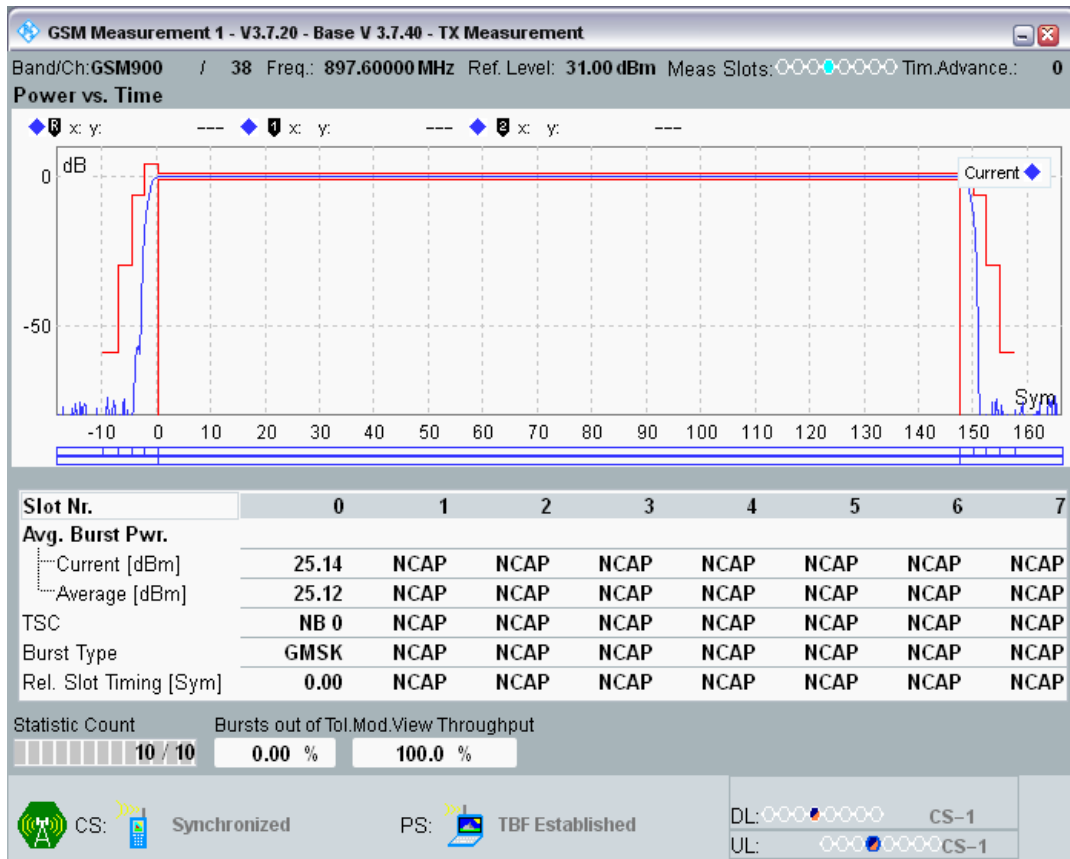 GSM Measurement 1 - V3.7.20 - Base V 3.7.40 - TX Measurement
Band/Ch:GSM900 / 38 Freq.: 897.60000 MHz Ref. Level: 31.00 dBm Meas Slots: Tim.Advance.: 0
Power vs. Time
R x: y: --- 1 x: y: --- 2 x: y: ---
dB
Current
0
-50
Sym
-10 0 10 20 30 40 50 60 70 80 90 100 110 120 130 140 150 160
Slot Nr. 0 1 2 3 4 5 6 7
Avg. Burst Pwr.
Current [dBm] 25.14 NCAP NCAP NCAP NCAP NCAP NCAP NCAP
Average [dBm] 25.12 NCAP NCAP NCAP NCAP NCAP NCAP NCAP
TSC NB 0 NCAP NCAP NCAP NCAP NCAP NCAP NCAP
Burst Type GMSK NCAP NCAP NCAP NCAP NCAP NCAP NCAP
Rel. Slot Timing [Sym] 0.00 NCAP NCAP NCAP NCAP NCAP NCAP NCAP
Statistic Count Bursts out of Tol.Mod.View Throughput
10 / 10 0.00 % 100.0 %
CS: Synchronized PS: TBF Established DL: CS-1
UL: CS-1